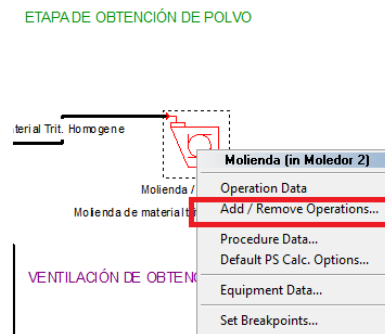 ETAPA DE OBTENCIÓN DE POLVO
terial Trit. Homogene
Molienda (in Moledor 2)
Molienda /
Operation Data
Molienda de material t
Add / Remove Operations...
Procedure Data...
Default PS Calc. Options...
VENTILACIÓN DE OBTENC
Equipment Data...
Set Breakpoints...